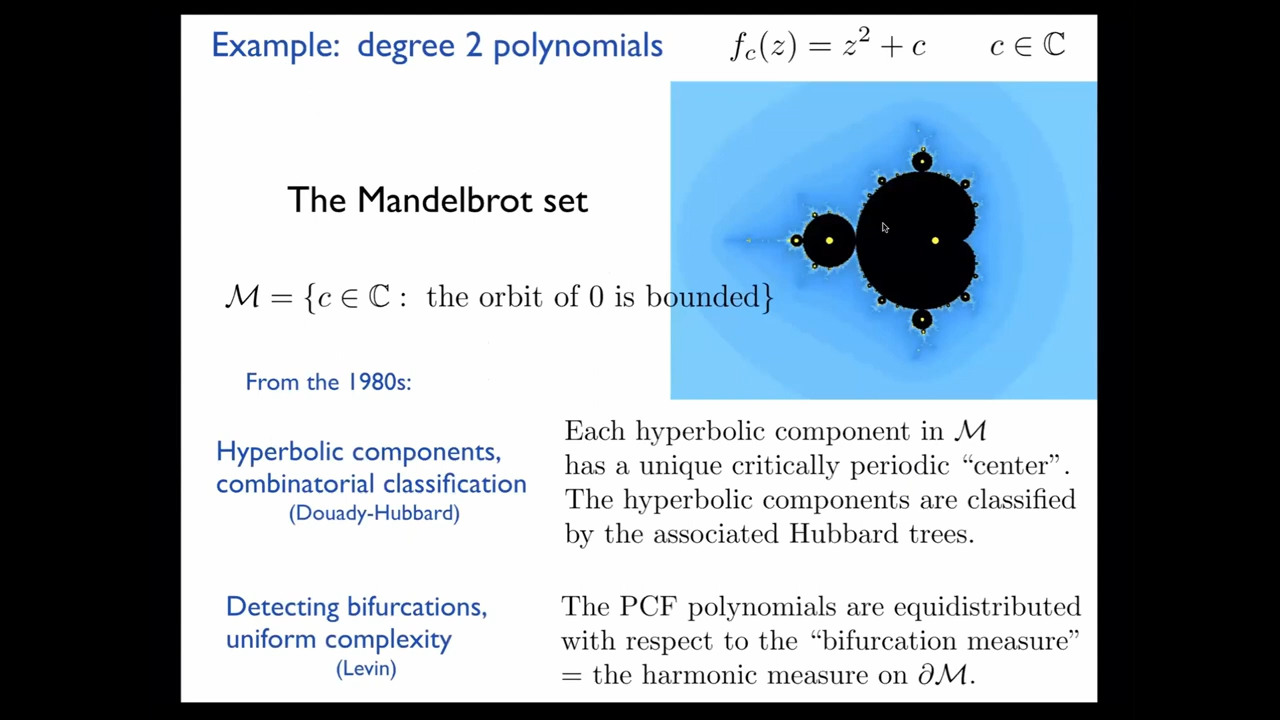 Example: degree 2 polynomials f_c(z) = z² + c c ∈ ℂ
The Mandelbrot set
ℳ = {c ∈ ℂ : the orbit of 0 is bounded}
From the 1980s:
Hyperbolic components,
combinatorial classification
(Douady-Hubbard)
Each hyperbolic component in ℳ
has a unique critically periodic “center”.
The hyperbolic components are classified
by the associated Hubbard trees.
Detecting bifurcations,
uniform complexity
(Levin)
The PCF polynomials are equidistributed
with respect to the “bifurcation measure”
= the harmonic measure on ∂ℳ.